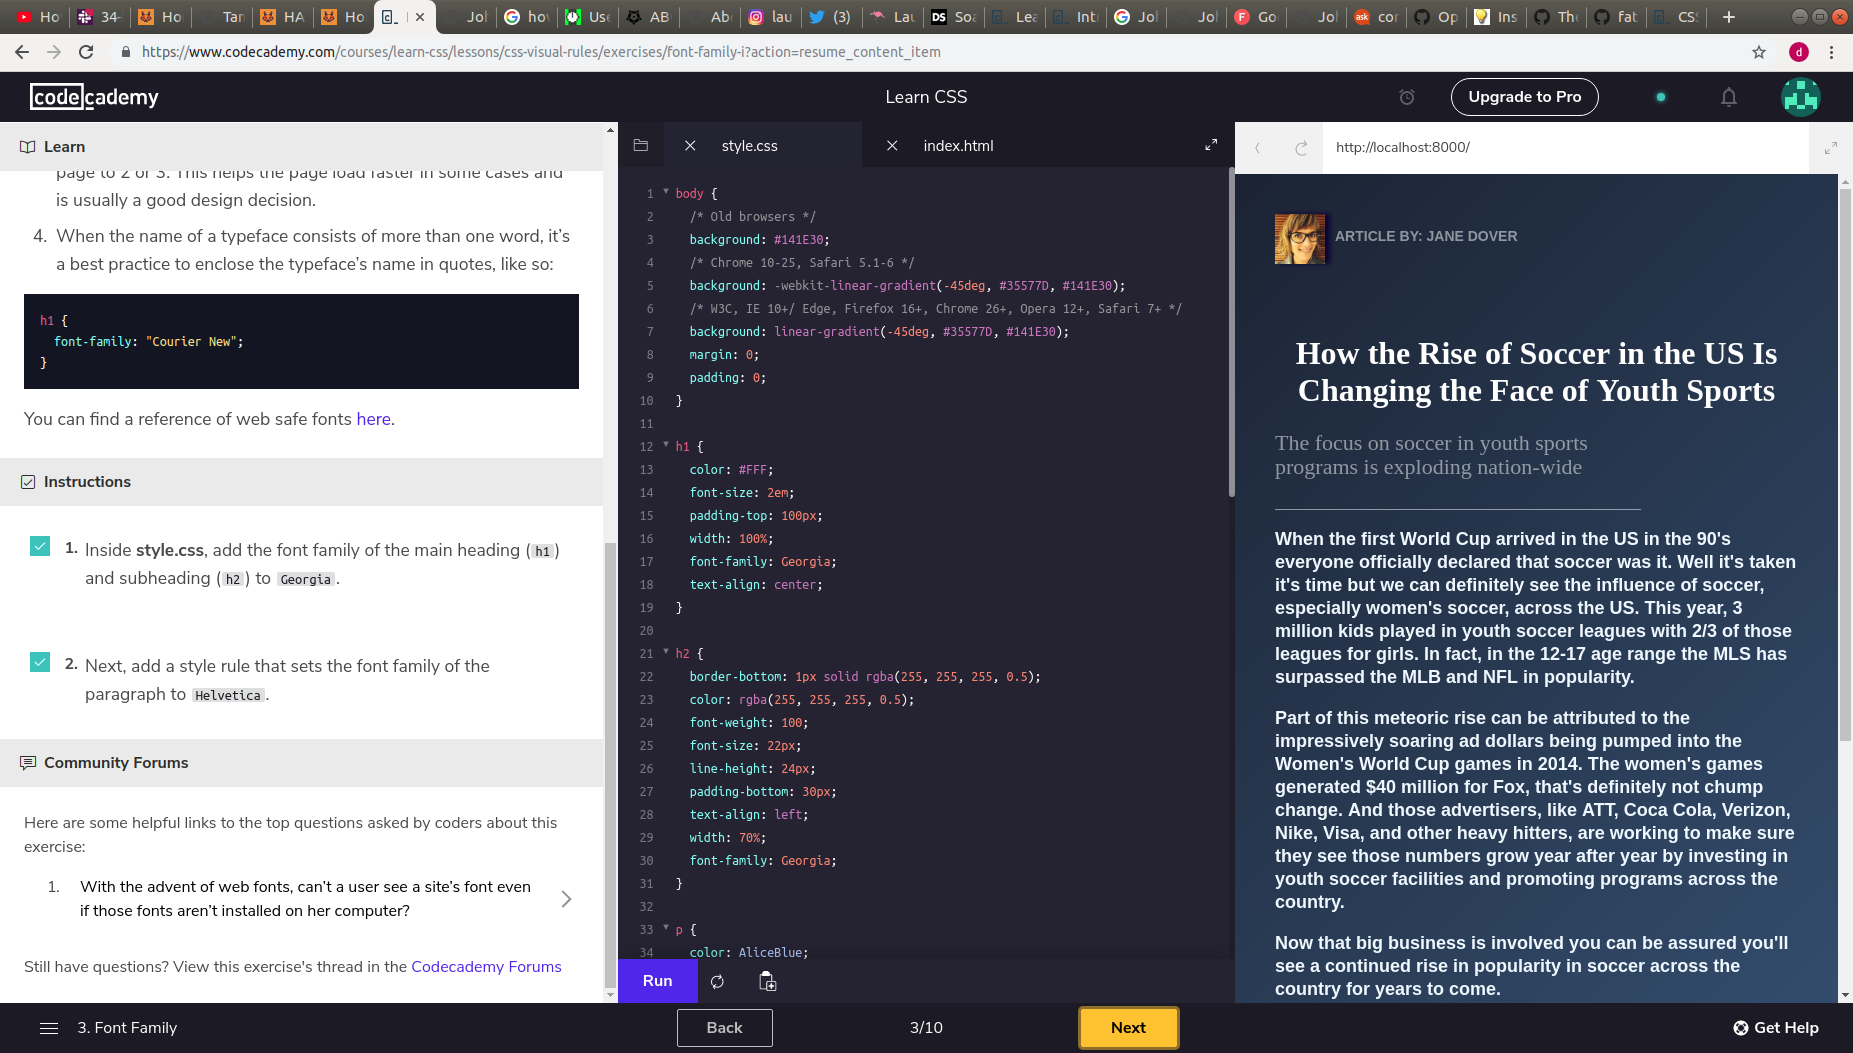 Ho
34-
Ho
Tar
HA
Ho
Jol
hov
Use
AB
Abo
lau
(3)
Lau
Soa
Lea
Intr
Jol
Jol
Go
Jol
cor
Op
Ins
The
fat
CSS
https://www.codecademy.com/courses/learn-css/lessons/css-visual-rules/exercises/font-family-i?action=resume_content_item
d
codecademy
Learn CSS
Upgrade to Pro
Learn
page to 2 or 3. This helps the page load faster in some cases and
is usually a good design decision.
4. When the name of a typeface consists of more than one word, it's
a best practice to enclose the typeface's name in quotes, like so:
h1 {
font-family: "Courier New";
}
You can find a reference of web safe fonts here.
Instructions
1. Inside style.css, add the font family of the main heading ( h1 )
and subheading ( h2 ) to Georgia .
2. Next, add a style rule that sets the font family of the
paragraph to Helvetica .
Community Forums
Here are some helpful links to the top questions asked by coders about this
exercise:
1. With the advent of web fonts, can't a user see a site's font even
if those fonts aren't installed on her computer?
Still have questions? View this exercise's thread in the Codecademy Forums
style.css
index.html
1 body {
2 /* Old browsers */
3 background: #141E30;
4 /* Chrome 10-25, Safari 5.1-6 */
5 background: -webkit-linear-gradient(-45deg, #35577D, #141E30);
6 /* W3C, IE 10+/ Edge, Firefox 16+, Chrome 26+, Opera 12+, Safari 7+ */
7 background: linear-gradient(-45deg, #35577D, #141E30);
8 margin: 0;
9 padding: 0;
10 }
11
12 h1 {
13 color: #FFF;
14 font-size: 2em;
15 padding-top: 100px;
16 width: 100%;
17 font-family: Georgia;
18 text-align: center;
19 }
20
21 h2 {
22 border-bottom: 1px solid rgba(255, 255, 255, 0.5);
23 color: rgba(255, 255, 255, 0.5);
24 font-weight: 100;
25 font-size: 22px;
26 line-height: 24px;
27 padding-bottom: 30px;
28 text-align: left;
29 width: 70%;
30 font-family: Georgia;
31 }
32
33 p {
34 color: AliceBlue;
Run
http://localhost:8000/
ARTICLE BY: JANE DOVER
How the Rise of Soccer in the US Is
Changing the Face of Youth Sports
The focus on soccer in youth sports
programs is exploding nation-wide
When the first World Cup arrived in the US in the 90's
everyone officially declared that soccer was it. Well it's taken
it's time but we can definitely see the influence of soccer,
especially women's soccer, across the US. This year, 3
million kids played in youth soccer leagues with 2/3 of those
leagues for girls. In fact, in the 12-17 age range the MLS has
surpassed the MLB and NFL in popularity.
Part of this meteoric rise can be attributed to the
impressively soaring ad dollars being pumped into the
Women's World Cup games in 2014. The women's games
generated $40 million for Fox, that's definitely not chump
change. And those advertisers, like ATT, Coca Cola, Verizon,
Nike, Visa, and other heavy hitters, are working to make sure
they see those numbers grow year after year by investing in
youth soccer facilities and promoting programs across the
country.
Now that big business is involved you can be assured you'll
see a continued rise in popularity in soccer across the
country for years to come.
3. Font Family
Back
3/10
Next
Get Help